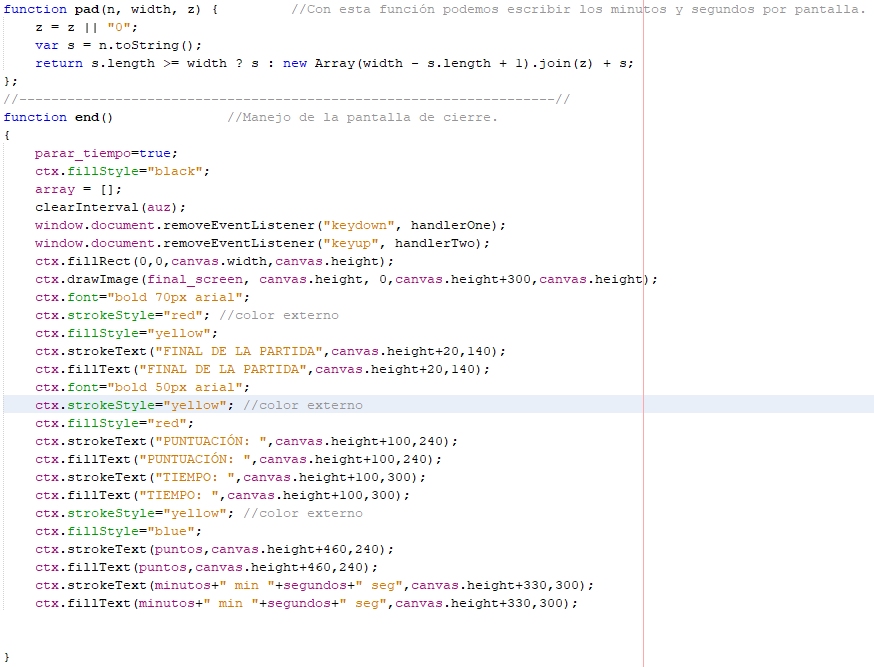 function pad(n, width, z) {         //Con esta función podemos escribir los minutos y segundos por pantalla.
    z = z || "0";
    var s = n.toString();
    return s.length >= width ? s : new Array(width - s.length + 1).join(z) + s;
};
//-------------------------------------------------------------------//
function end()              //Manejo de la pantalla de cierre.
{
    parar_tiempo=true;
    ctx.fillStyle="black";
    array = [];
    clearInterval(auz);
    window.document.removeEventListener("keydown", handlerOne);
    window.document.removeEventListener("keyup", handlerTwo);
    ctx.fillRect(0,0,canvas.width,canvas.height);
    ctx.drawImage(final_screen, canvas.height, 0,canvas.height+300,canvas.height);
    ctx.font="bold 70px arial";
    ctx.strokeStyle="red"; //color externo
    ctx.fillStyle="yellow";
    ctx.strokeText("FINAL DE LA PARTIDA",canvas.height+20,140);
    ctx.fillText("FINAL DE LA PARTIDA",canvas.height+20,140);
    ctx.font="bold 50px arial";
    ctx.strokeStyle="yellow"; //color externo
    ctx.fillStyle="red";
    ctx.strokeText("PUNTUACIÓN: ",canvas.height+100,240);
    ctx.fillText("PUNTUACIÓN: ",canvas.height+100,240);
    ctx.strokeText("TIEMPO: ",canvas.height+100,300);
    ctx.fillText("TIEMPO: ",canvas.height+100,300);
    ctx.strokeStyle="yellow"; //color externo
    ctx.fillStyle="blue";
    ctx.strokeText(puntos,canvas.height+460,240);
    ctx.fillText(puntos,canvas.height+460,240);
    ctx.strokeText(minutos+" min "+segundos+" seg",canvas.height+330,300);
    ctx.fillText(minutos+" min "+segundos+" seg",canvas.height+330,300);
}